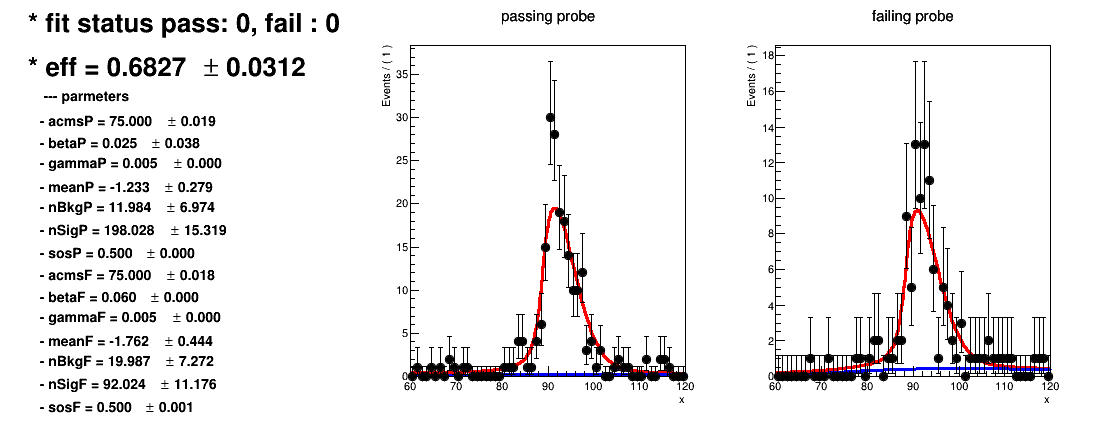 * fit status pass: 0, fail : 0
* eff = 0.6827 ± 0.0312
--- parmeters
- acmsP = 75.000 ± 0.019
- betaP = 0.025 ± 0.038
- gammaP = 0.005 ± 0.000
- meanP = -1.233 ± 0.279
- nBkgP = 11.984 ± 6.974
- nSigP = 198.028 ± 15.319
- sosP = 0.500 ± 0.000
- acmsF = 75.000 ± 0.018
- betaF = 0.060 ± 0.000
- gammaF = 0.005 ± 0.000
- meanF = -1.762 ± 0.444
- nBkgF = 19.987 ± 7.272
- nSigF = 92.024 ± 11.176
- sosF = 0.500 ± 0.001
passing probe
Events / ( 1 )
35
30
25
20
15
10
5
0
60 70 80 90 100 110 120
x
failing probe
Events / ( 1 )
18
16
14
12
10
8
6
4
2
0
60 70 80 90 100 110 120
x